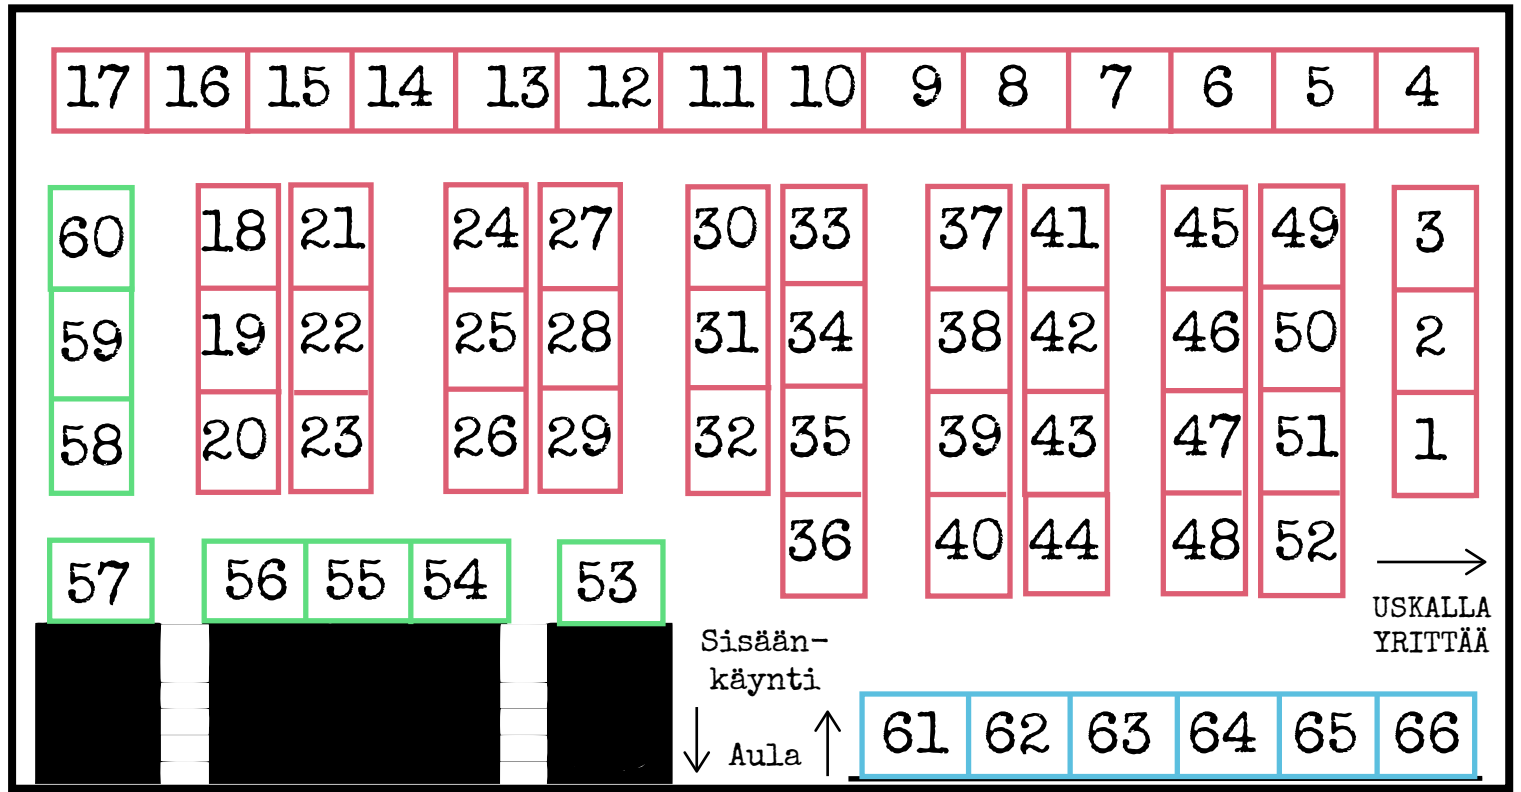 17 16 15 14 13 12 11 10 9 8 7 6 5 4
60 18 21 24 27 30 33 37 41 45 49 3
59 19 22 25 28 31 34 38 42 46 50 2
58 20 23 26 29 32 35 39 43 47 51 1
36 40 44 48 52
57 56 55 54 53
USKALLA
YRITTÄÄ
Sisään-
käynti
Aula
61 62 63 64 65 66